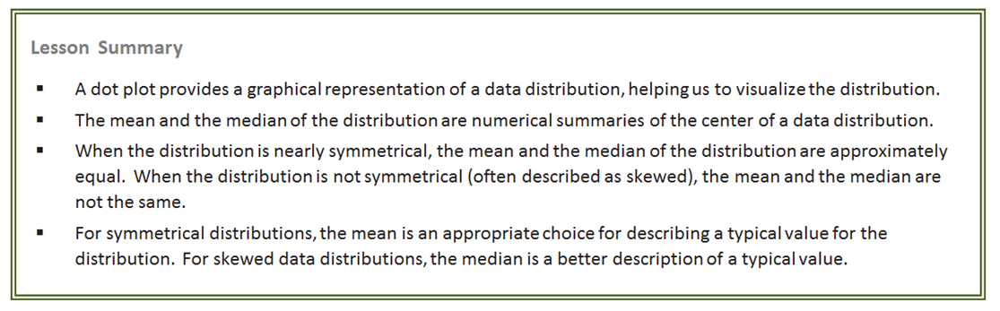 Lesson Summary
▪ A dot plot provides a graphical representation of a data distribution, helping us to visualize the distribution.
▪ The mean and the median of the distribution are numerical summaries of the center of a data distribution.
▪ When the distribution is nearly symmetrical, the mean and the median of the distribution are approximately
equal. When the distribution is not symmetrical (often described as skewed), the mean and the median are
not the same.
▪ For symmetrical distributions, the mean is an appropriate choice for describing a typical value for the
distribution. For skewed data distributions, the median is a better description of a typical value.